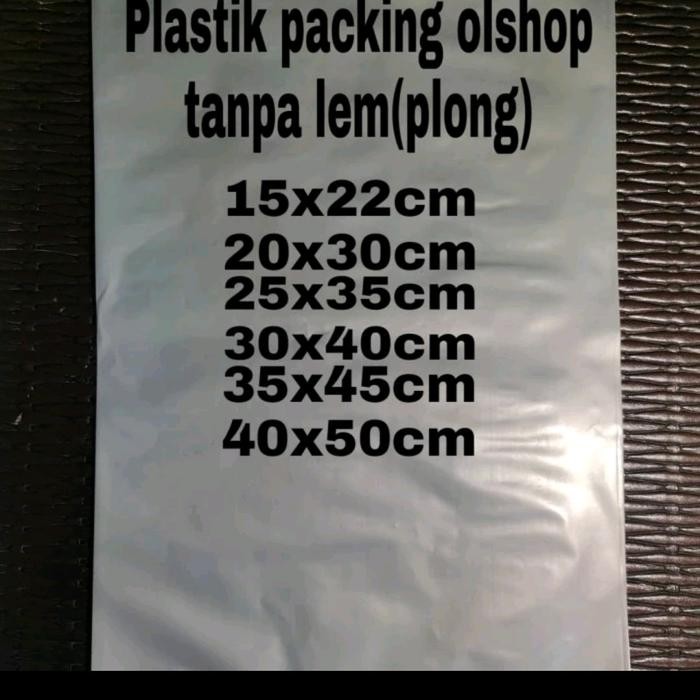 Plastik packing olshop
tanpa lem(plong)
15x22cm
20x30cm
25x35cm
30x40cm
35x45cm
40x50cm